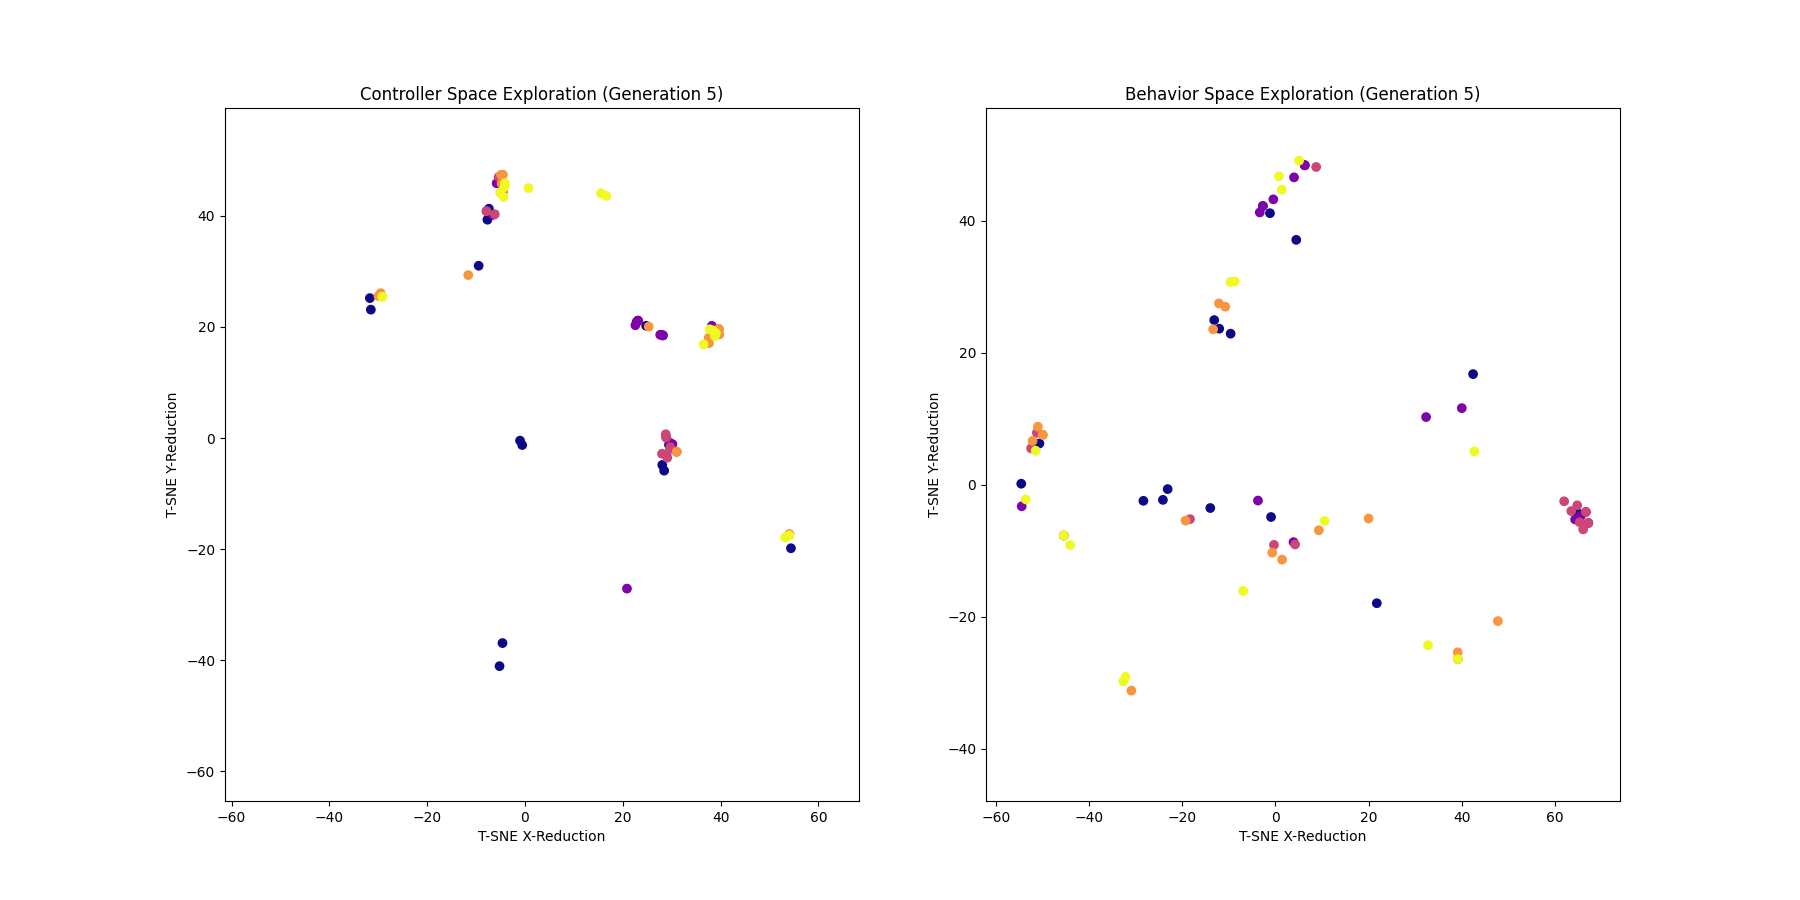 Controller Space Exploration (Generation 5)
40
20
0
−20
−40
−60
T-SNE Y-Reduction
−60 −40 −20 0 20 40 60
T-SNE X-Reduction
Behavior Space Exploration (Generation 5)
40
20
0
−20
−40
T-SNE Y-Reduction
−60 −40 −20 0 20 40 60
T-SNE X-Reduction